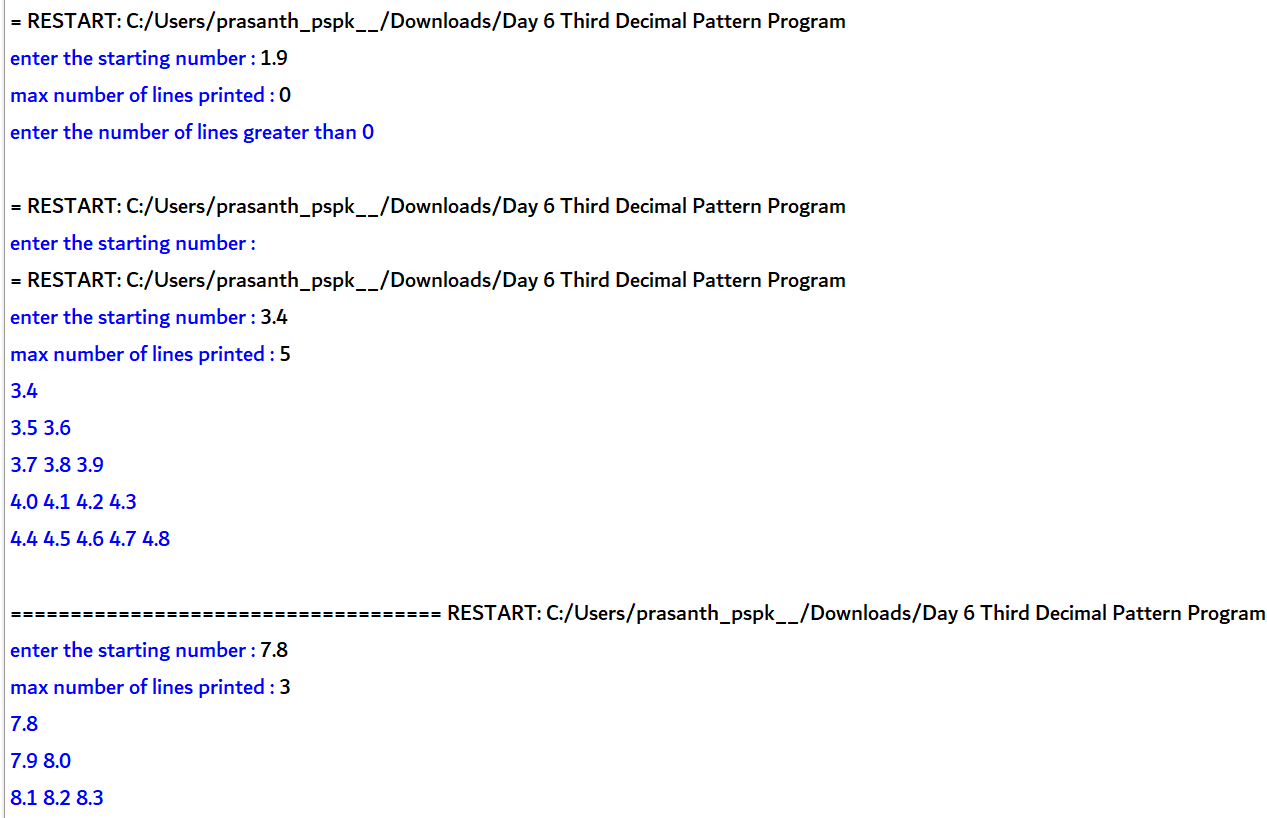 = RESTART: C:/Users/prasanth_pspk__/Downloads/Day 6 Third Decimal Pattern Program
enter the starting number : 1.9
max number of lines printed : 0
enter the number of lines greater than 0
= RESTART: C:/Users/prasanth_pspk__/Downloads/Day 6 Third Decimal Pattern Program
enter the starting number :
= RESTART: C:/Users/prasanth_pspk__/Downloads/Day 6 Third Decimal Pattern Program
enter the starting number : 3.4
max number of lines printed : 5
3.4
3.5 3.6
3.7 3.8 3.9
4.0 4.1 4.2 4.3
4.4 4.5 4.6 4.7 4.8
==================================== RESTART: C:/Users/prasanth_pspk__/Downloads/Day 6 Third Decimal Pattern Program
enter the starting number : 7.8
max number of lines printed : 3
7.8
7.9 8.0
8.1 8.2 8.3